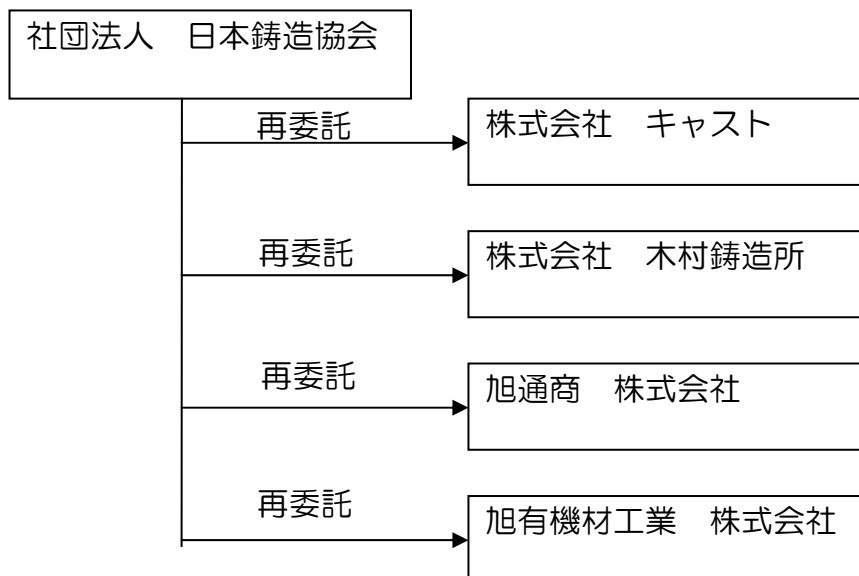 社団法人　日本鋳造協会
再委託
株式会社　キャスト
再委託
株式会社　木村鋳造所
再委託
旭通商　株式会社
再委託
旭有機材工業　株式会社